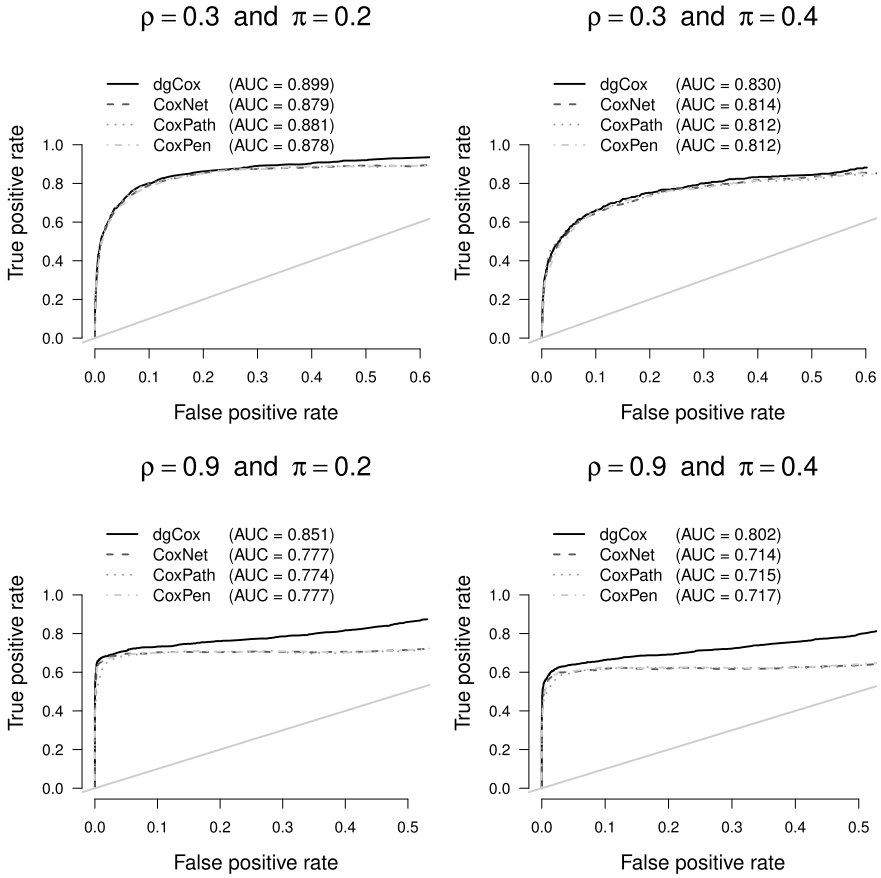 ρ = 0.3 and π = 0.2
dgCox (AUC = 0.899)
CoxNet (AUC = 0.879)
CoxPath (AUC = 0.881)
CoxPen (AUC = 0.878)
True positive rate
1.0
0.8
0.6
0.4
0.2
0.0
0.0 0.1 0.2 0.3 0.4 0.5 0.6
False positive rate
ρ = 0.3 and π = 0.4
dgCox (AUC = 0.830)
CoxNet (AUC = 0.814)
CoxPath (AUC = 0.812)
CoxPen (AUC = 0.812)
True positive rate
1.0
0.8
0.6
0.4
0.2
0.0
0.0 0.1 0.2 0.3 0.4 0.5 0.6
False positive rate
ρ = 0.9 and π = 0.2
dgCox (AUC = 0.851)
CoxNet (AUC = 0.777)
CoxPath (AUC = 0.774)
CoxPen (AUC = 0.777)
True positive rate
1.0
0.8
0.6
0.4
0.2
0.0
0.0 0.1 0.2 0.3 0.4 0.5
False positive rate
ρ = 0.9 and π = 0.4
dgCox (AUC = 0.802)
CoxNet (AUC = 0.714)
CoxPath (AUC = 0.715)
CoxPen (AUC = 0.717)
True positive rate
1.0
0.8
0.6
0.4
0.2
0.0
0.0 0.1 0.2 0.3 0.4 0.5
False positive rate